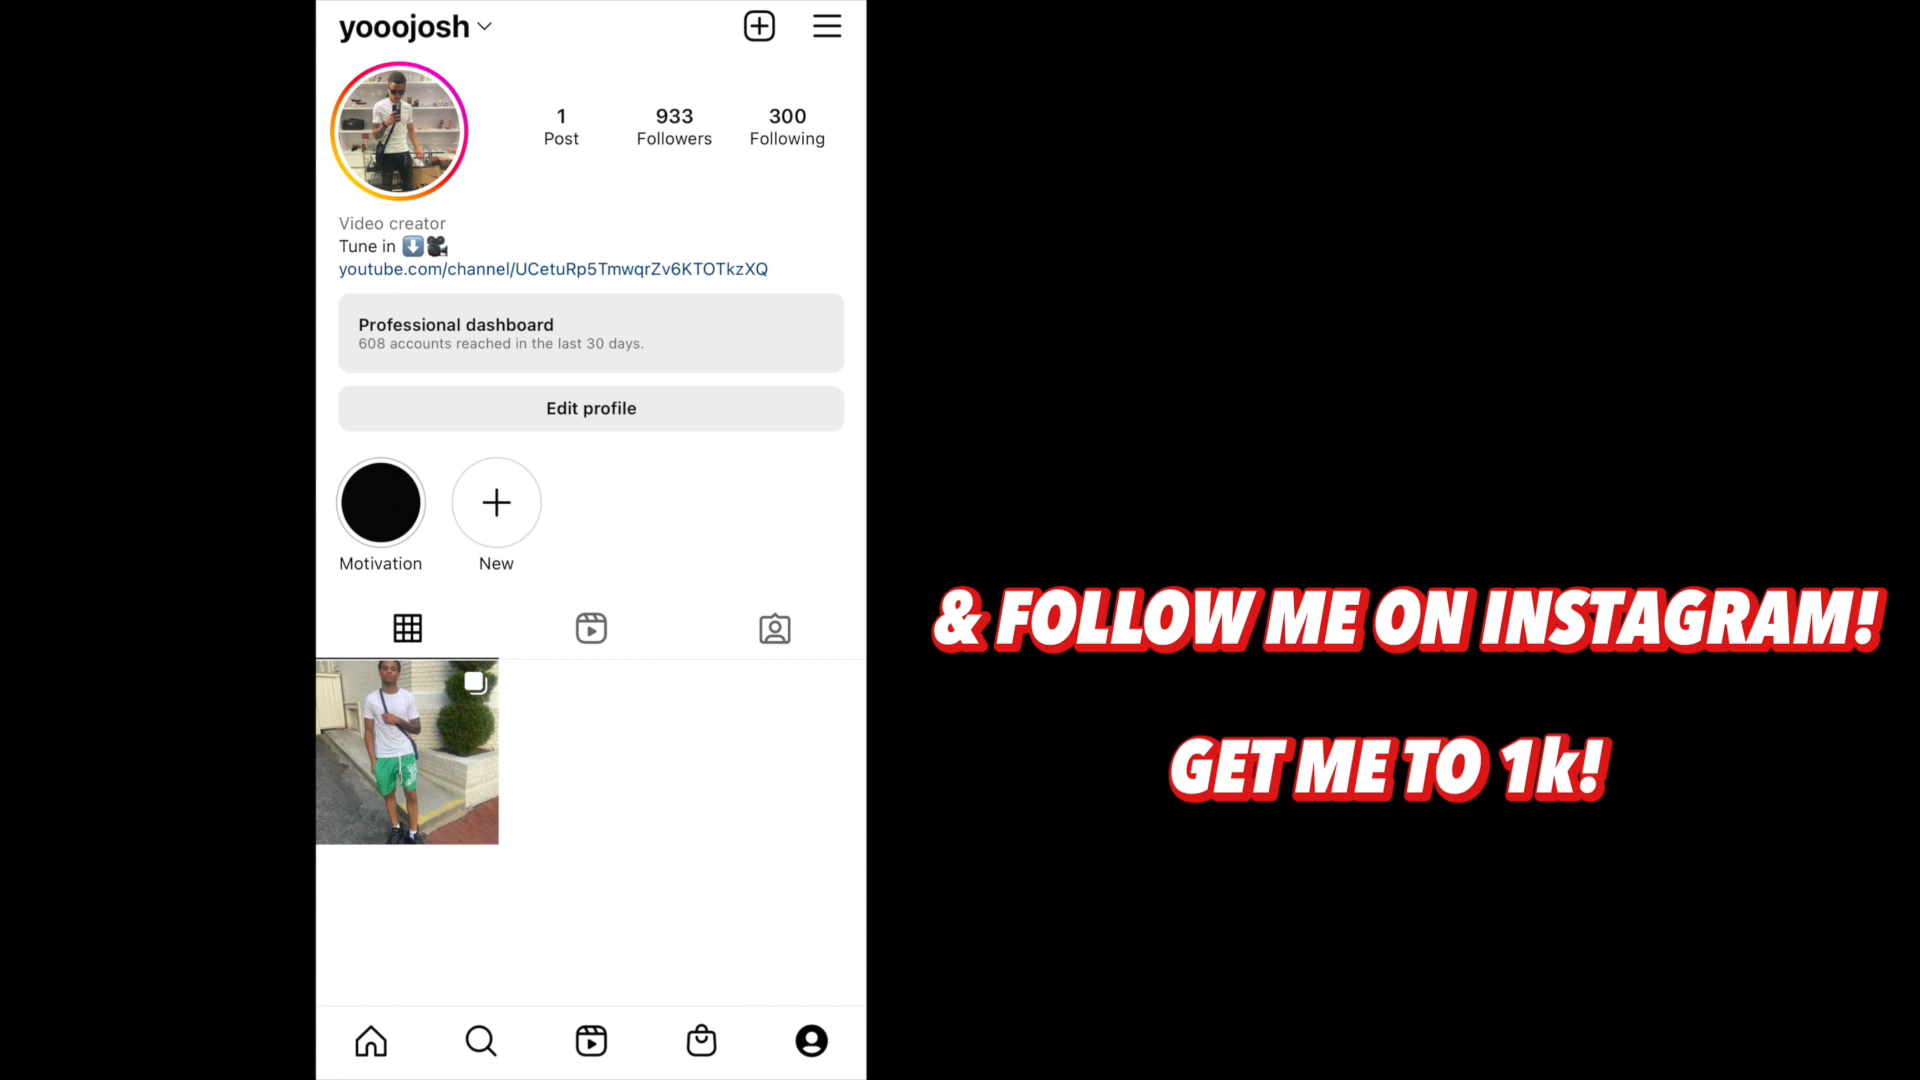 yooojosh
1
Post
933
Followers
300
Following
Video creator
Tune in ⬇️🎥
youtube.com/channel/UCetuRp5TmwqrZv6KTOTkzXQ
Professional dashboard
608 accounts reached in the last 30 days.
Edit profile
Motivation
New
& FOLLOW ME ON INSTAGRAM!
GET ME TO 1k!